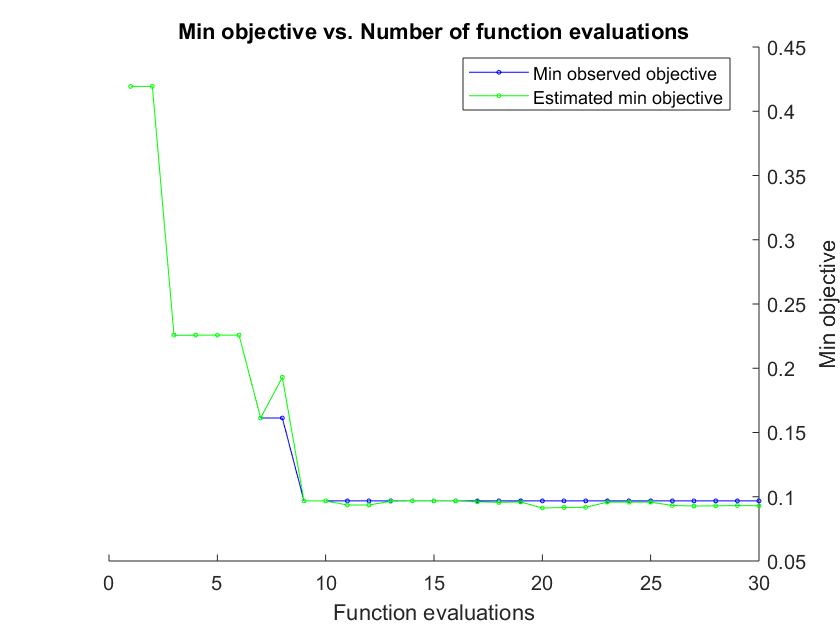 Min objective vs. Number of function evaluations
Min observed objective
Estimated min objective
0.45
0.4
0.35
0.3
0.25
0.2
0.15
0.1
0.05
Min objective
0 5 10 15 20 25 30
Function evaluations